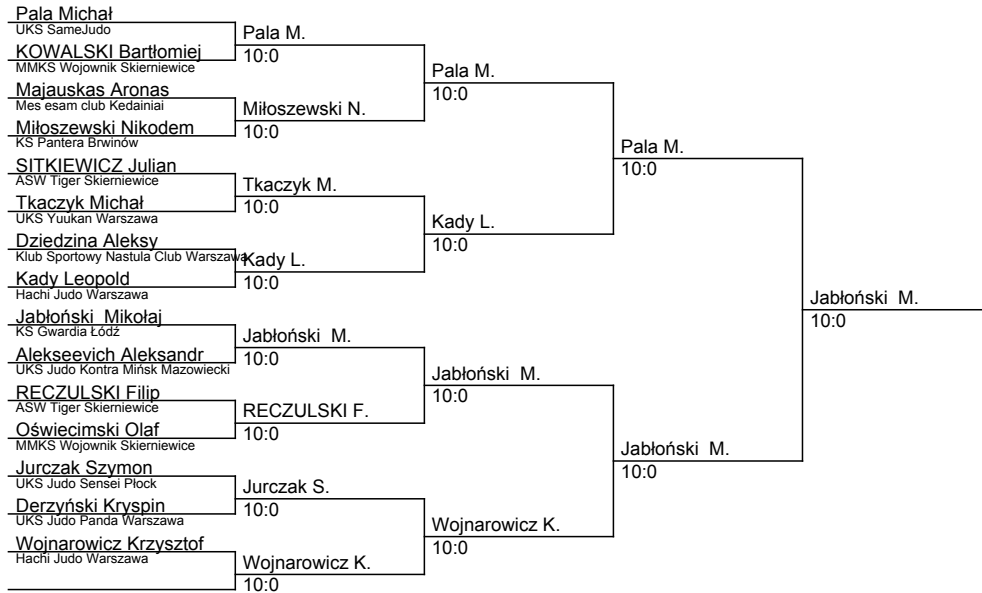 Pala Michał
UKS SameJudo
KOWALSKI Bartłomiej
MMKS Wojownik Skierniewice
Majauskas Aronas
Mes esam club Kedainiai
Miłoszewski Nikodem
KS Pantera Brwinów
SITKIEWICZ Julian
ASW Tiger Skierniewice
Tkaczyk Michał
UKS Yuukan Warszawa
Dziedzina Aleksy
Klub Sportowy Nastula Club Warszawa
Kady Leopold
Hachi Judo Warszawa
Jabłoński  Mikołaj
KS Gwardia Łódź
Alekseevich Aleksandr
UKS Judo Kontra Mińsk Mazowiecki
RECZULSKI Filip
ASW Tiger Skierniewice
Oświecimski Olaf
MMKS Wojownik Skierniewice
Jurczak Szymon
UKS Judo Sensei Płock
Derzyński Kryspin
UKS Judo Panda Warszawa
Wojnarowicz Krzysztof
Hachi Judo Warszawa
Pala M.
10:0
Miłoszewski N.
10:0
Tkaczyk M.
10:0
Kady L.
10:0
Jabłoński  M.
10:0
RECZULSKI F.
10:0
Jurczak S.
10:0
Wojnarowicz K.
10:0
Pala M.
10:0
Kady L.
10:0
Jabłoński  M.
10:0
Wojnarowicz K.
10:0
Pala M.
10:0
Jabłoński  M.
10:0
Jabłoński  M.
10:0